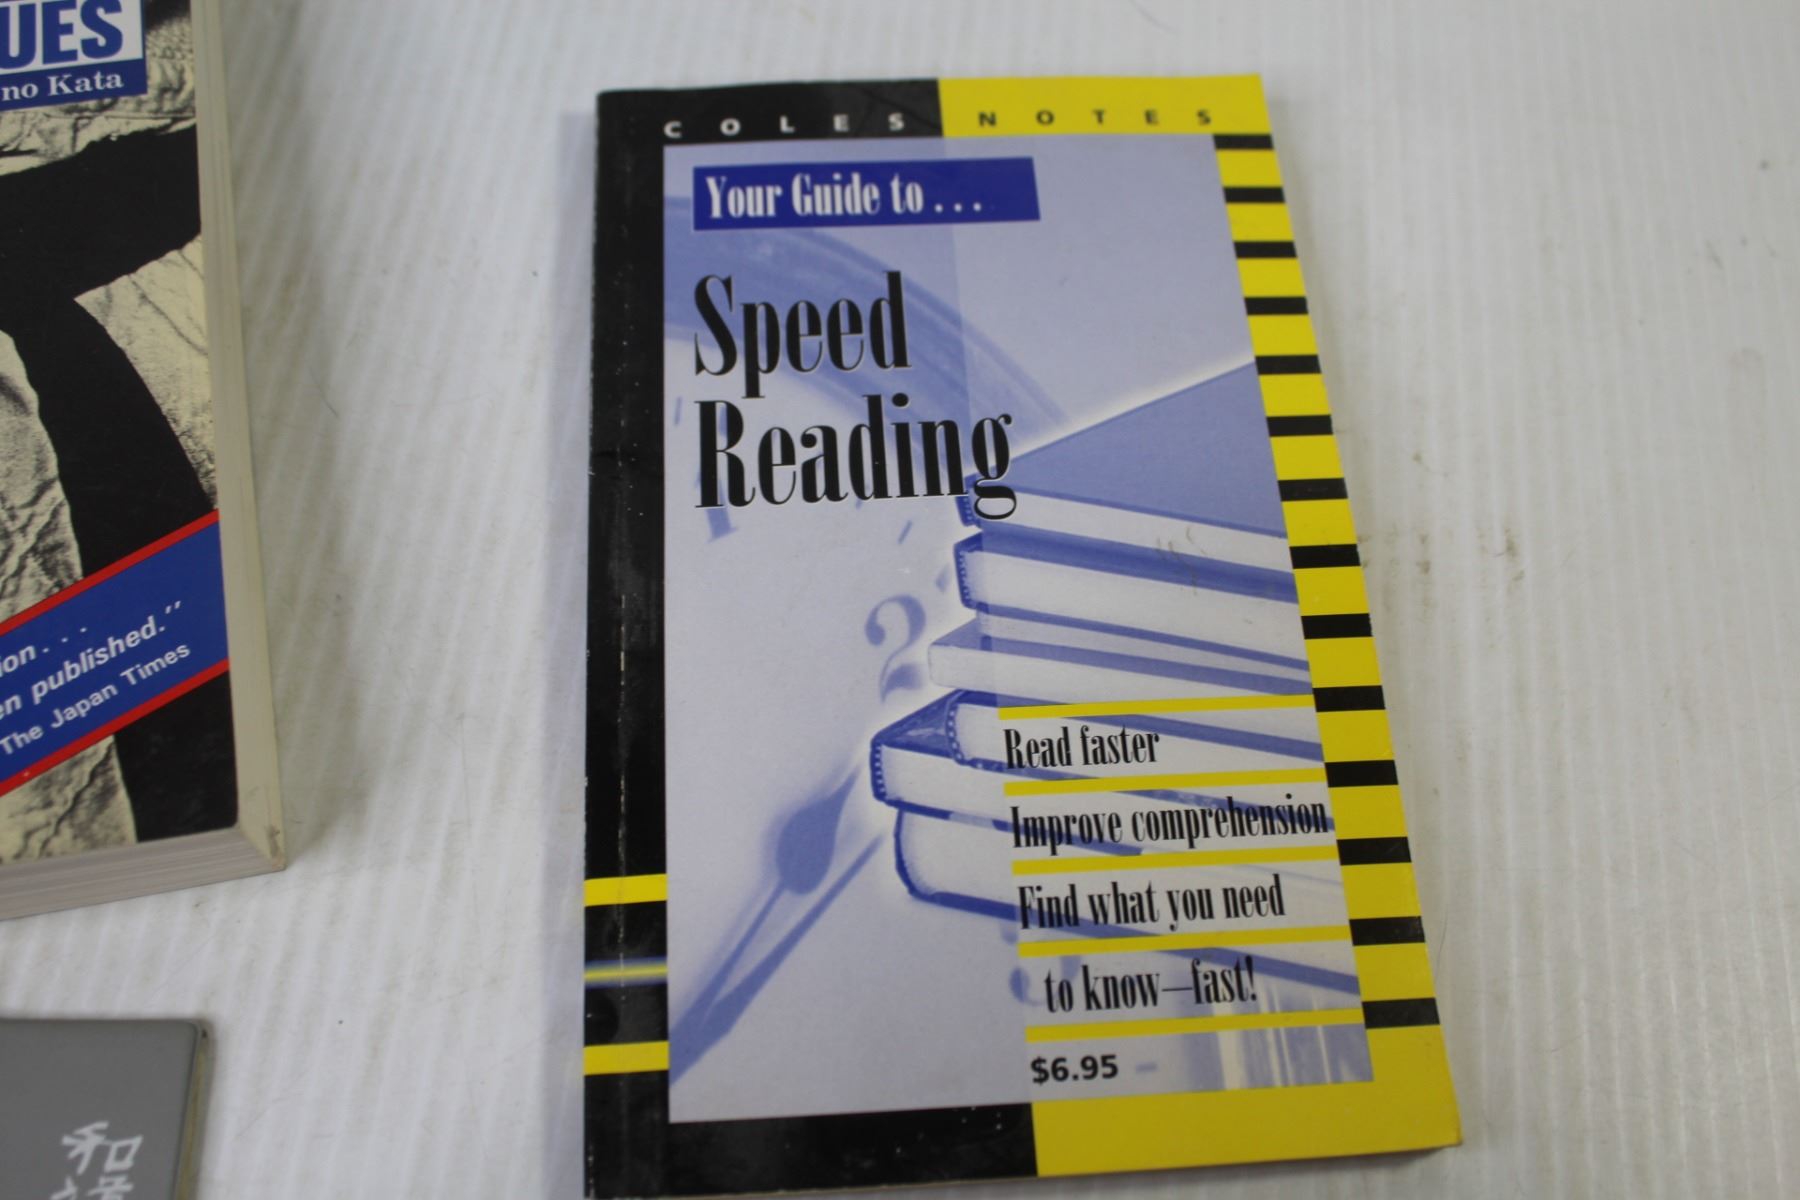 UES
no Kata
ion. . .
en published."
The Japan Times
COLES NOTES
Your Guide to . . .
Speed
Reading
Read faster
Improve comprehension
Find what you need
to know—fast!
$6.95
和